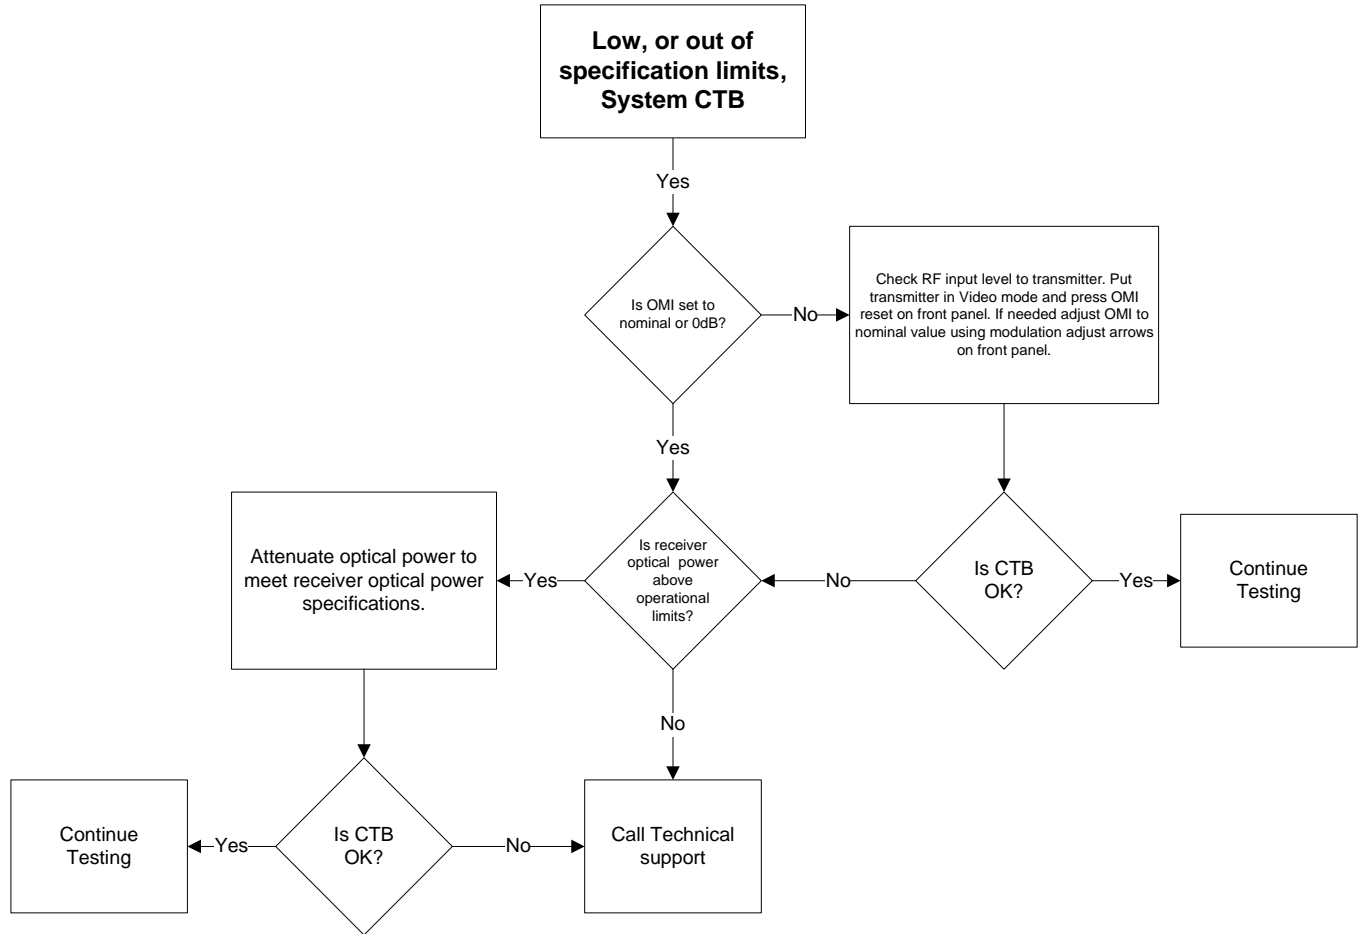 Low, or out of
specification limits,
System CTB
Yes
Is OMI set to
nominal or 0dB?
No
Check RF input level to transmitter. Put
transmitter in Video mode and press OMI
reset on front panel. If needed adjust OMI to
nominal value using modulation adjust arrows
on front panel.
Yes
Attenuate optical power to
meet receiver optical power
specifications.
Yes
Is receiver
optical power
above
operational
limits?
No
Is CTB
OK?
Yes
Continue
Testing
No
Continue
Testing
Yes
Is CTB
OK?
No
Call Technical
support